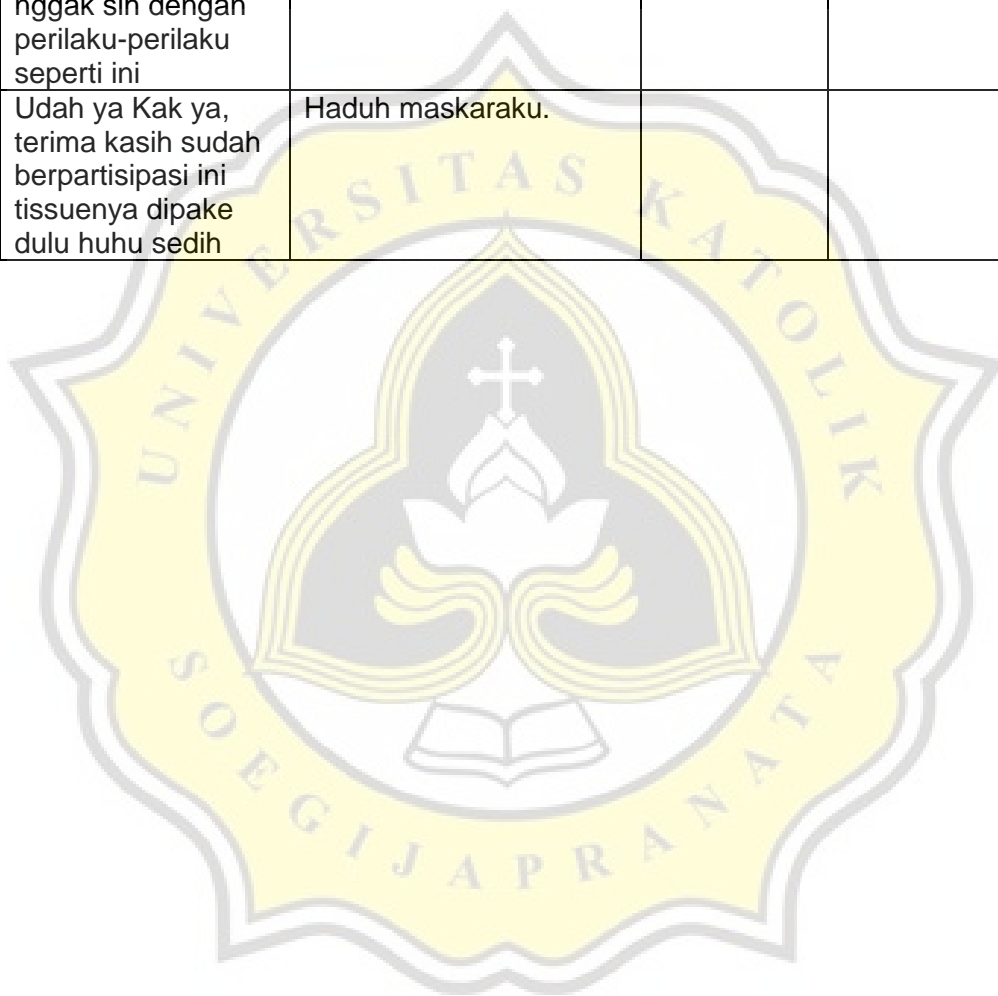 nggak sih dengan
perilaku-perilaku
seperti ini
Udah ya Kak ya,
terima kasih sudah
berpartisipasi ini
tissuenya dipake
dulu huhu sedih
Haduh maskaraku.
UNIVERSITAS KATOLIK
SOEGIJAPRANATA